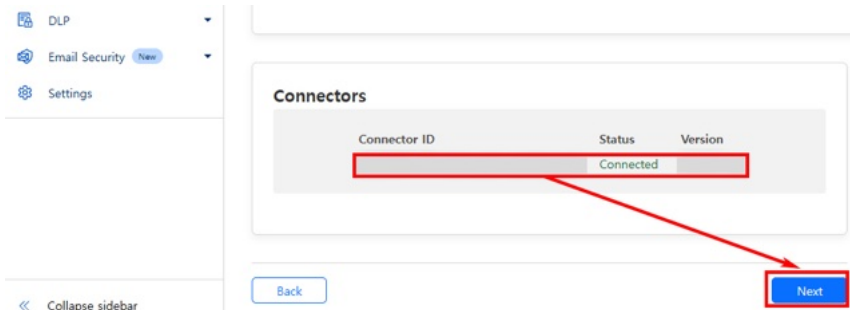 DLP
Email Security New
Settings
Connectors
Connector ID Status Version
Connected
Back Next
Collapse sidebar